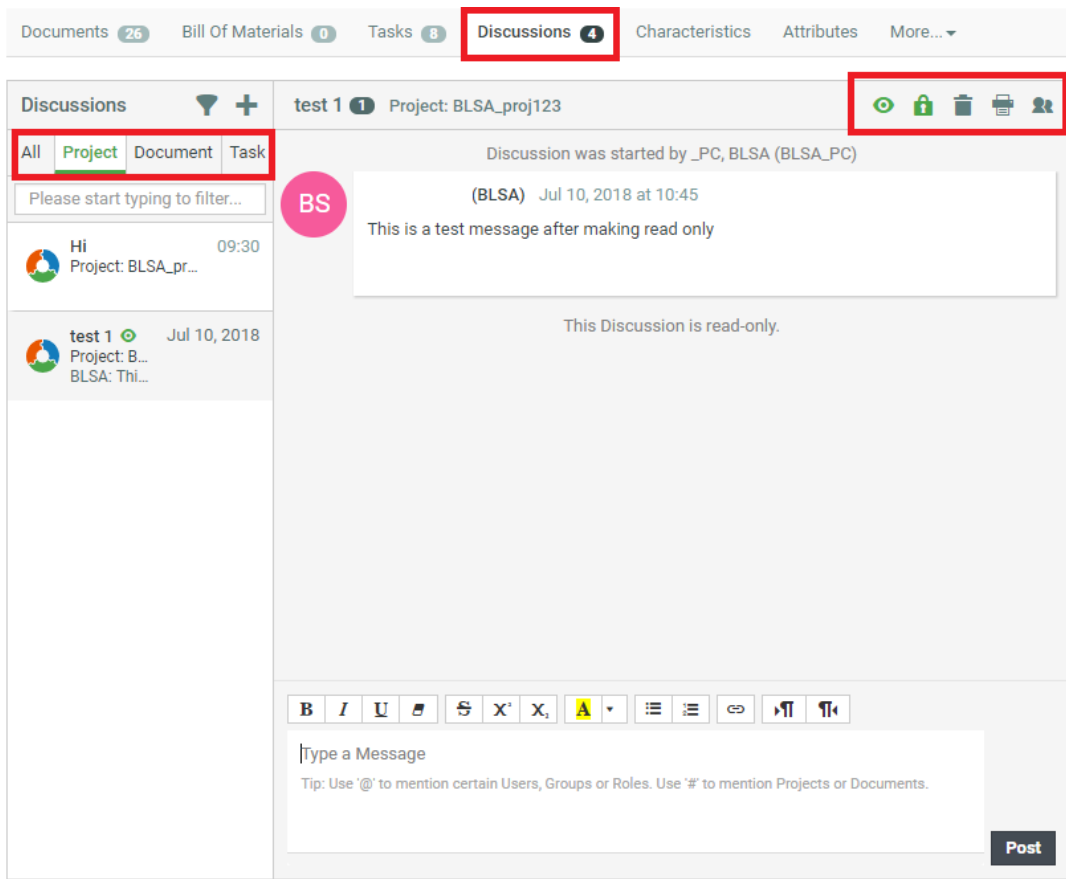 Documents 26 Bill Of Materials 0 Tasks 8 Discussions 4 Characteristics Attributes More...
Discussions
test 1 1 Project: BLSA_proj123
All Project Document Task
Please start typing to filter...
Hi 09:30
Project: BLSA_pr...
test 1 Jul 10, 2018
Project: B...
BLSA: Thi...
Discussion was started by _PC, BLSA (BLSA_PC)
BS
(BLSA) Jul 10, 2018 at 10:45
This is a test message after making read only
This Discussion is read-only.
B I U S X² X₂ A
Type a Message
Tip: Use '@' to mention certain Users, Groups or Roles. Use '#' to mention Projects or Documents.
Post